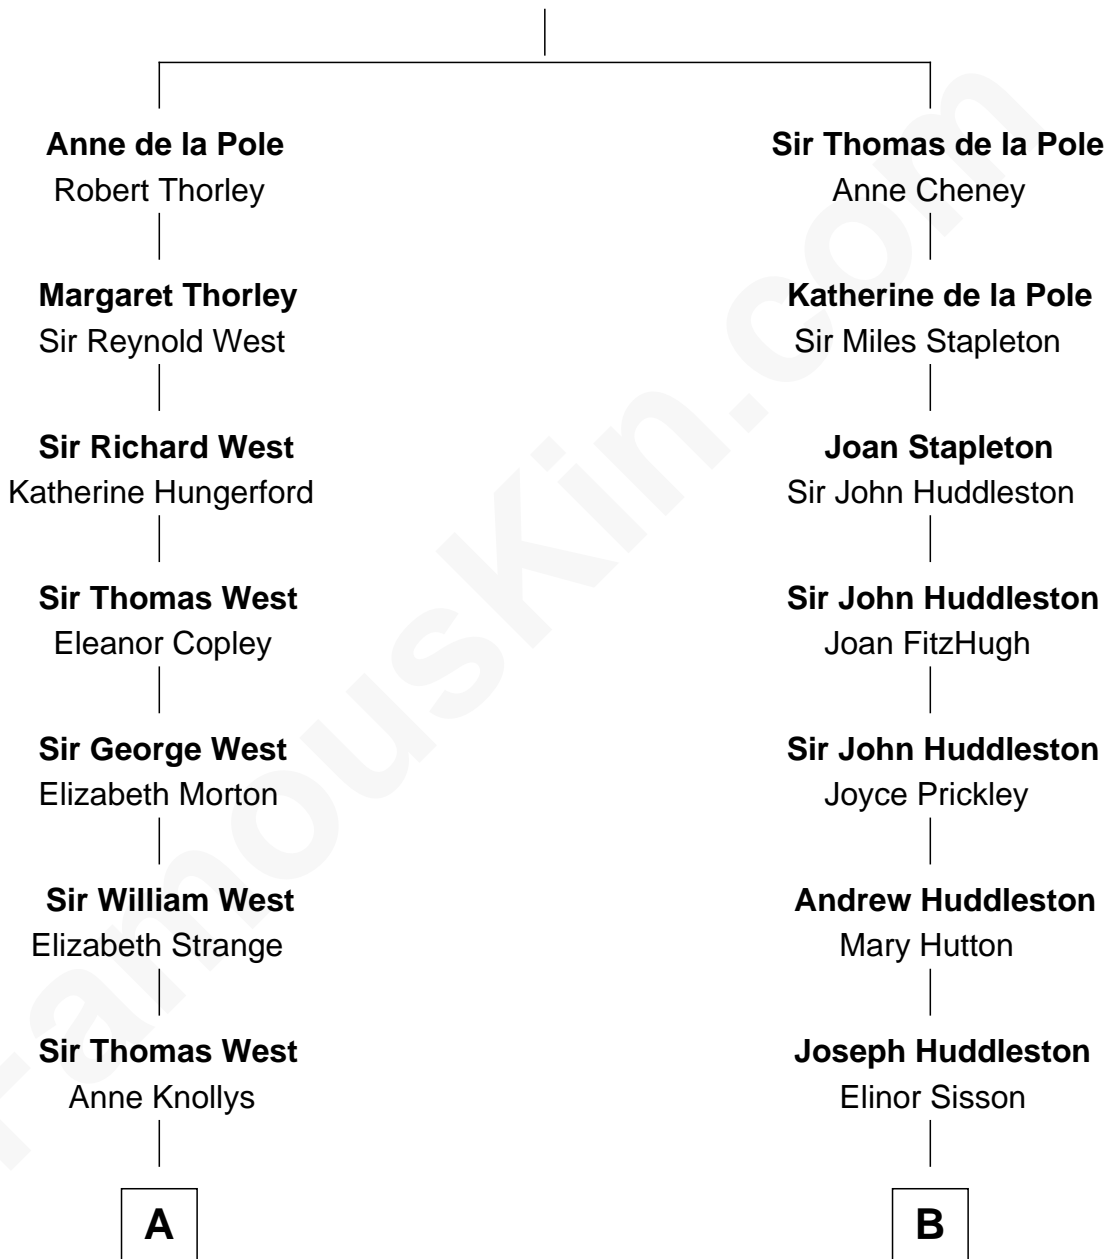 Anne de la Pole
Robert Thorley
Margaret Thorley
Sir Reynold West
Sir Richard West
Katherine Hungerford
Sir Thomas West
Eleanor Copley
Sir George West
Elizabeth Morton
Sir William West
Elizabeth Strange
Sir Thomas West
Anne Knollys
A
Sir Thomas de la Pole
Anne Cheney
Katherine de la Pole
Sir Miles Stapleton
Joan Stapleton
Sir John Huddleston
Sir John Huddleston
Joan FitzHugh
Sir John Huddleston
Joyce Prickley
Andrew Huddleston
Mary Hutton
Joseph Huddleston
Elinor Sisson
B
FamousKin.com